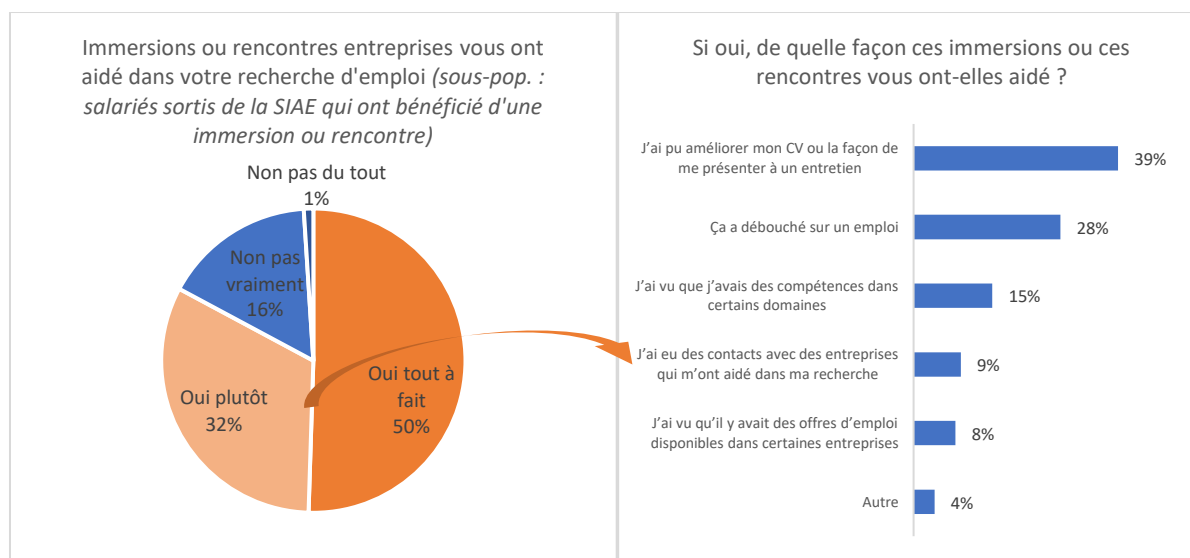 Immersions ou rencontres entreprises vous ont
aidé dans votre recherche d'emploi (sous-pop. :
salariés sortis de la SIAE qui ont bénéficié d'une
immersion ou rencontre)
Non pas du tout
1%
Non pas
vraiment
16%
Oui plutôt
32%
Oui tout à
fait
50%
Si oui, de quelle façon ces immersions ou ces
rencontres vous ont-elles aidé ?
J’ai pu améliorer mon CV ou la façon de
me présenter à un entretien
39%
Ça a débouché sur un emploi
28%
J’ai vu que j’avais des compétences dans
certains domaines
15%
J’ai eu des contacts avec des entreprises
qui m’ont aidé dans ma recherche
9%
J’ai vu qu’il y avait des offres d’emploi
disponibles dans certaines entreprises
8%
Autre
4%